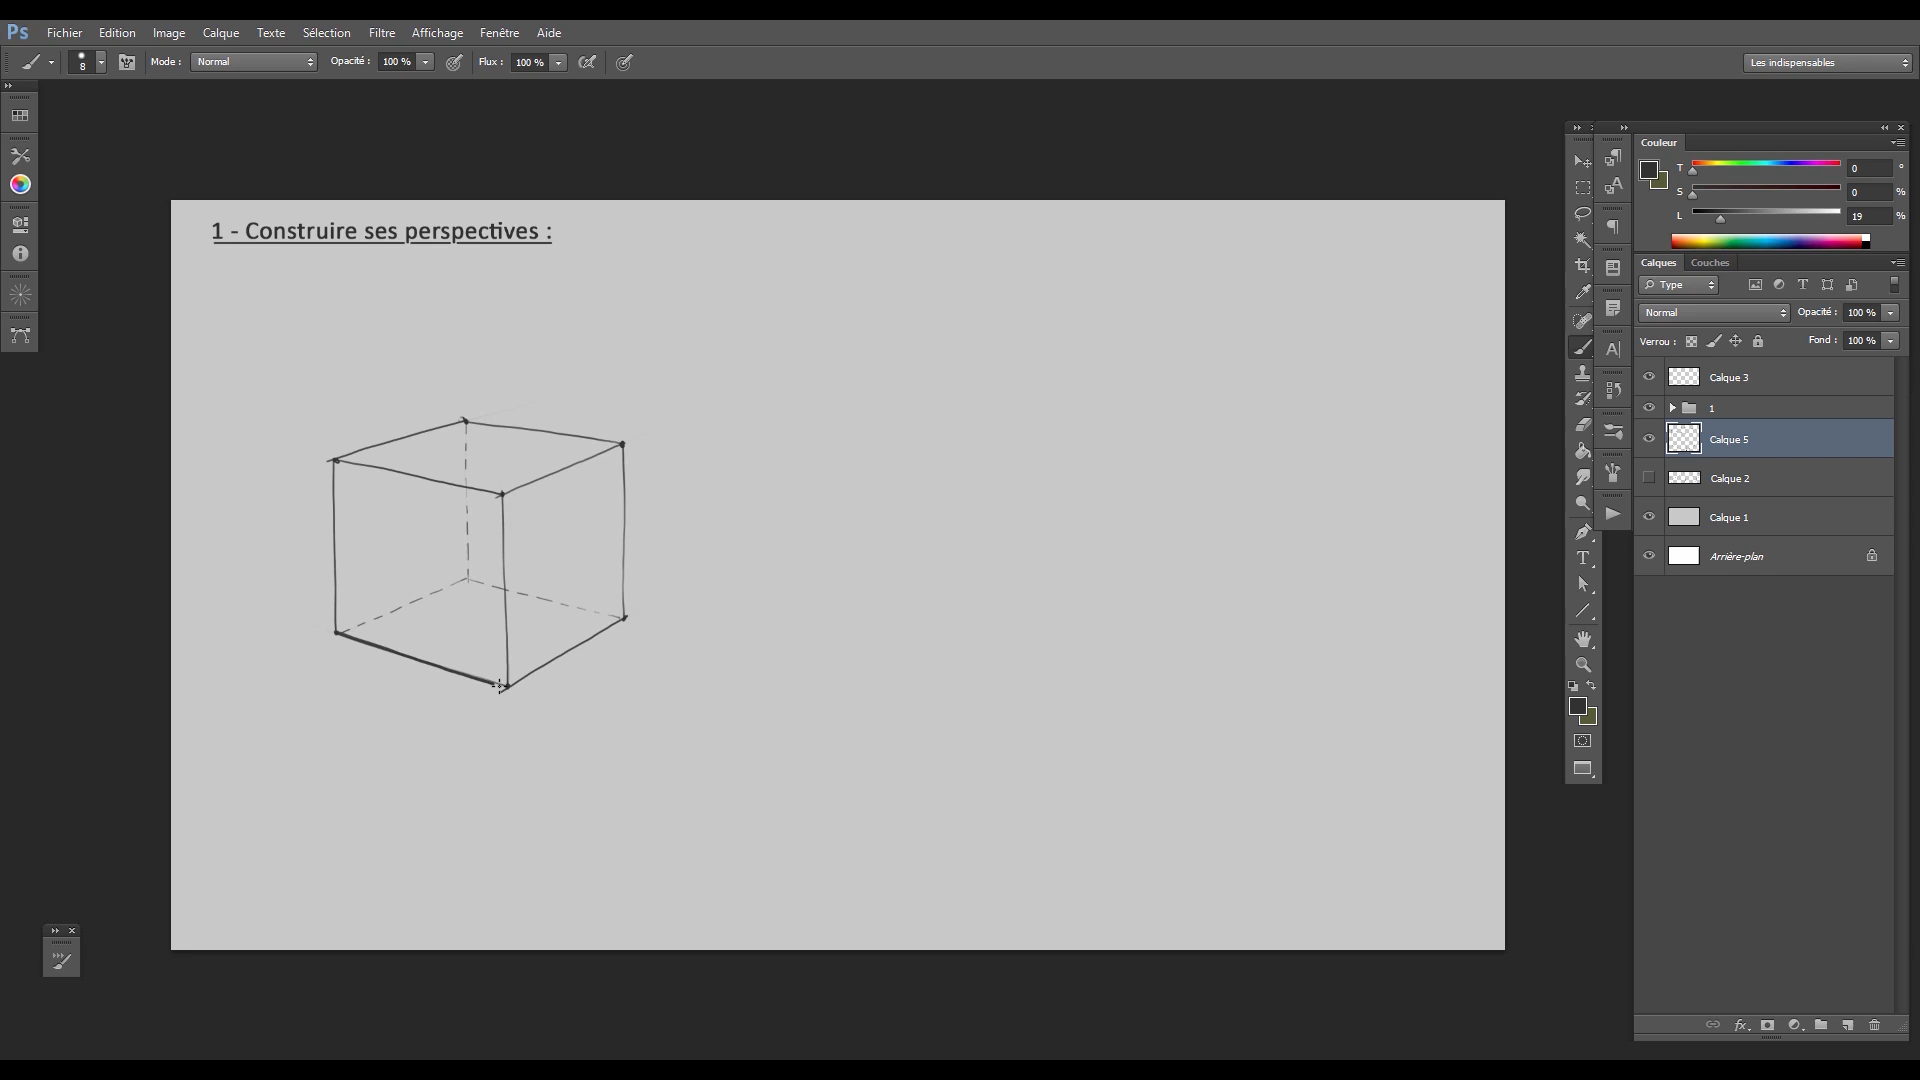 Ps Fichier Edition Image Calque Texte Sélection Filtre Affichage Fenêtre Aide
8 Mode : Normal Opacité : 100 % Flux : 100 % Les indispensables
1 - Construire ses perspectives :
Couleur
T 0 °
S 0 %
L 19 %
Calques Couches
Type
Normal Opacité : 100 %
Verrou : Fond : 100 %
Calque 3
1
Calque 5
Calque 2
Calque 1
Arrière-plan
fx